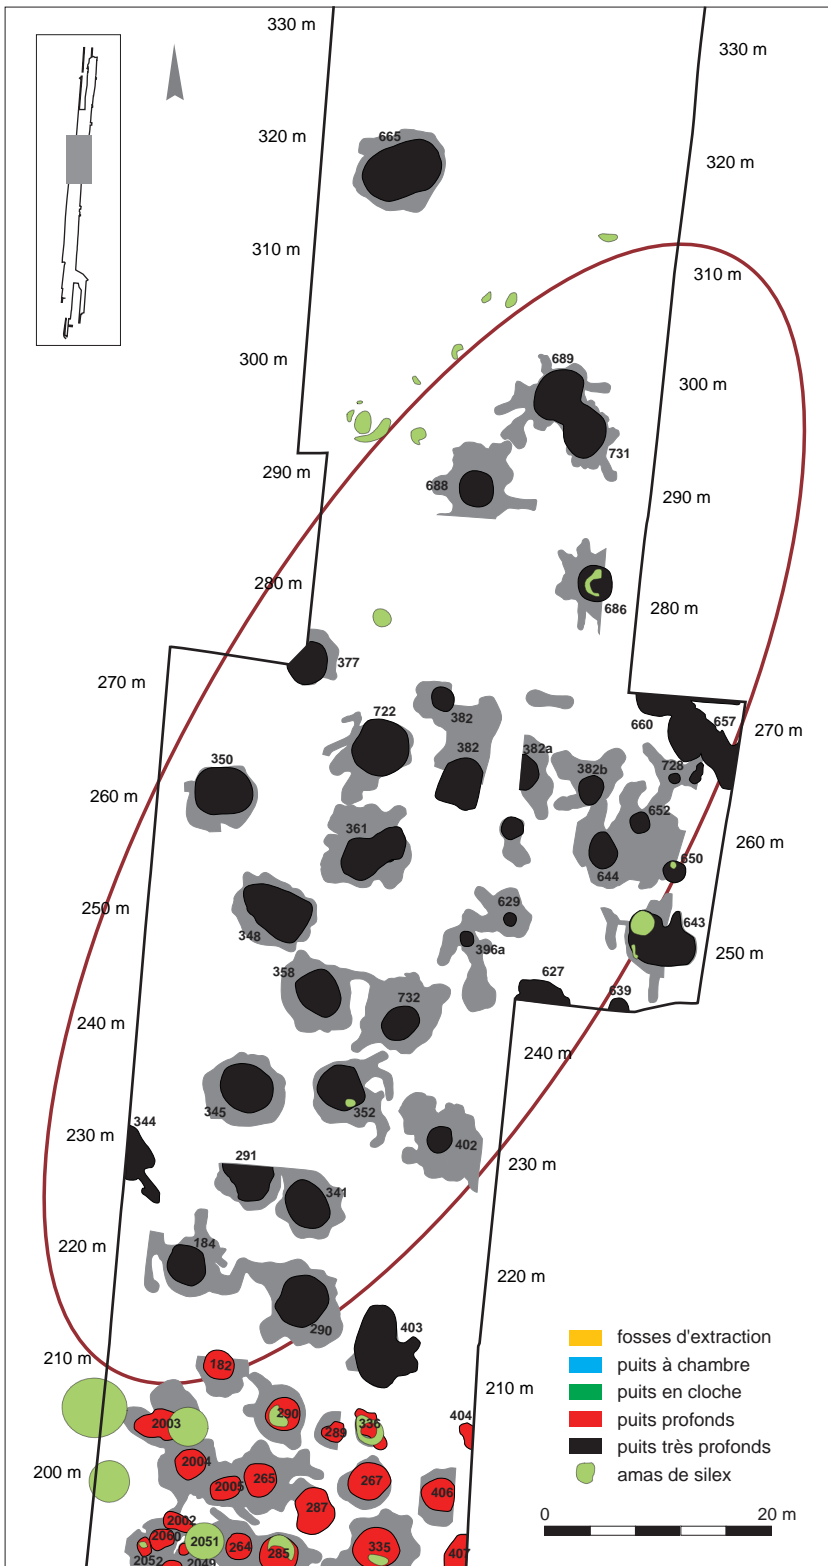 330 m
330 m
320 m
665
320 m
310 m
310 m
300 m
689
300 m
731
290 m
688
290 m
280 m
686
280 m
377
270 m
722
382
660
657
270 m
350
382
382a
382b
728
260 m
361
652
260 m
650
644
250 m
348
629
643
396a
250 m
358
627
639
732
240 m
240 m
345
352
344
230 m
402
230 m
291
341
184
220 m
220 m
290
403
210 m
182
210 m
2003
290
289
336
404
2004
200 m
2005
265
267
406
287
2002
2060
2051
264
285
335
407
2052
2049
fosses d'extraction
puits à chambre
puits en cloche
puits profonds
puits très profonds
amas de silex
0
20 m